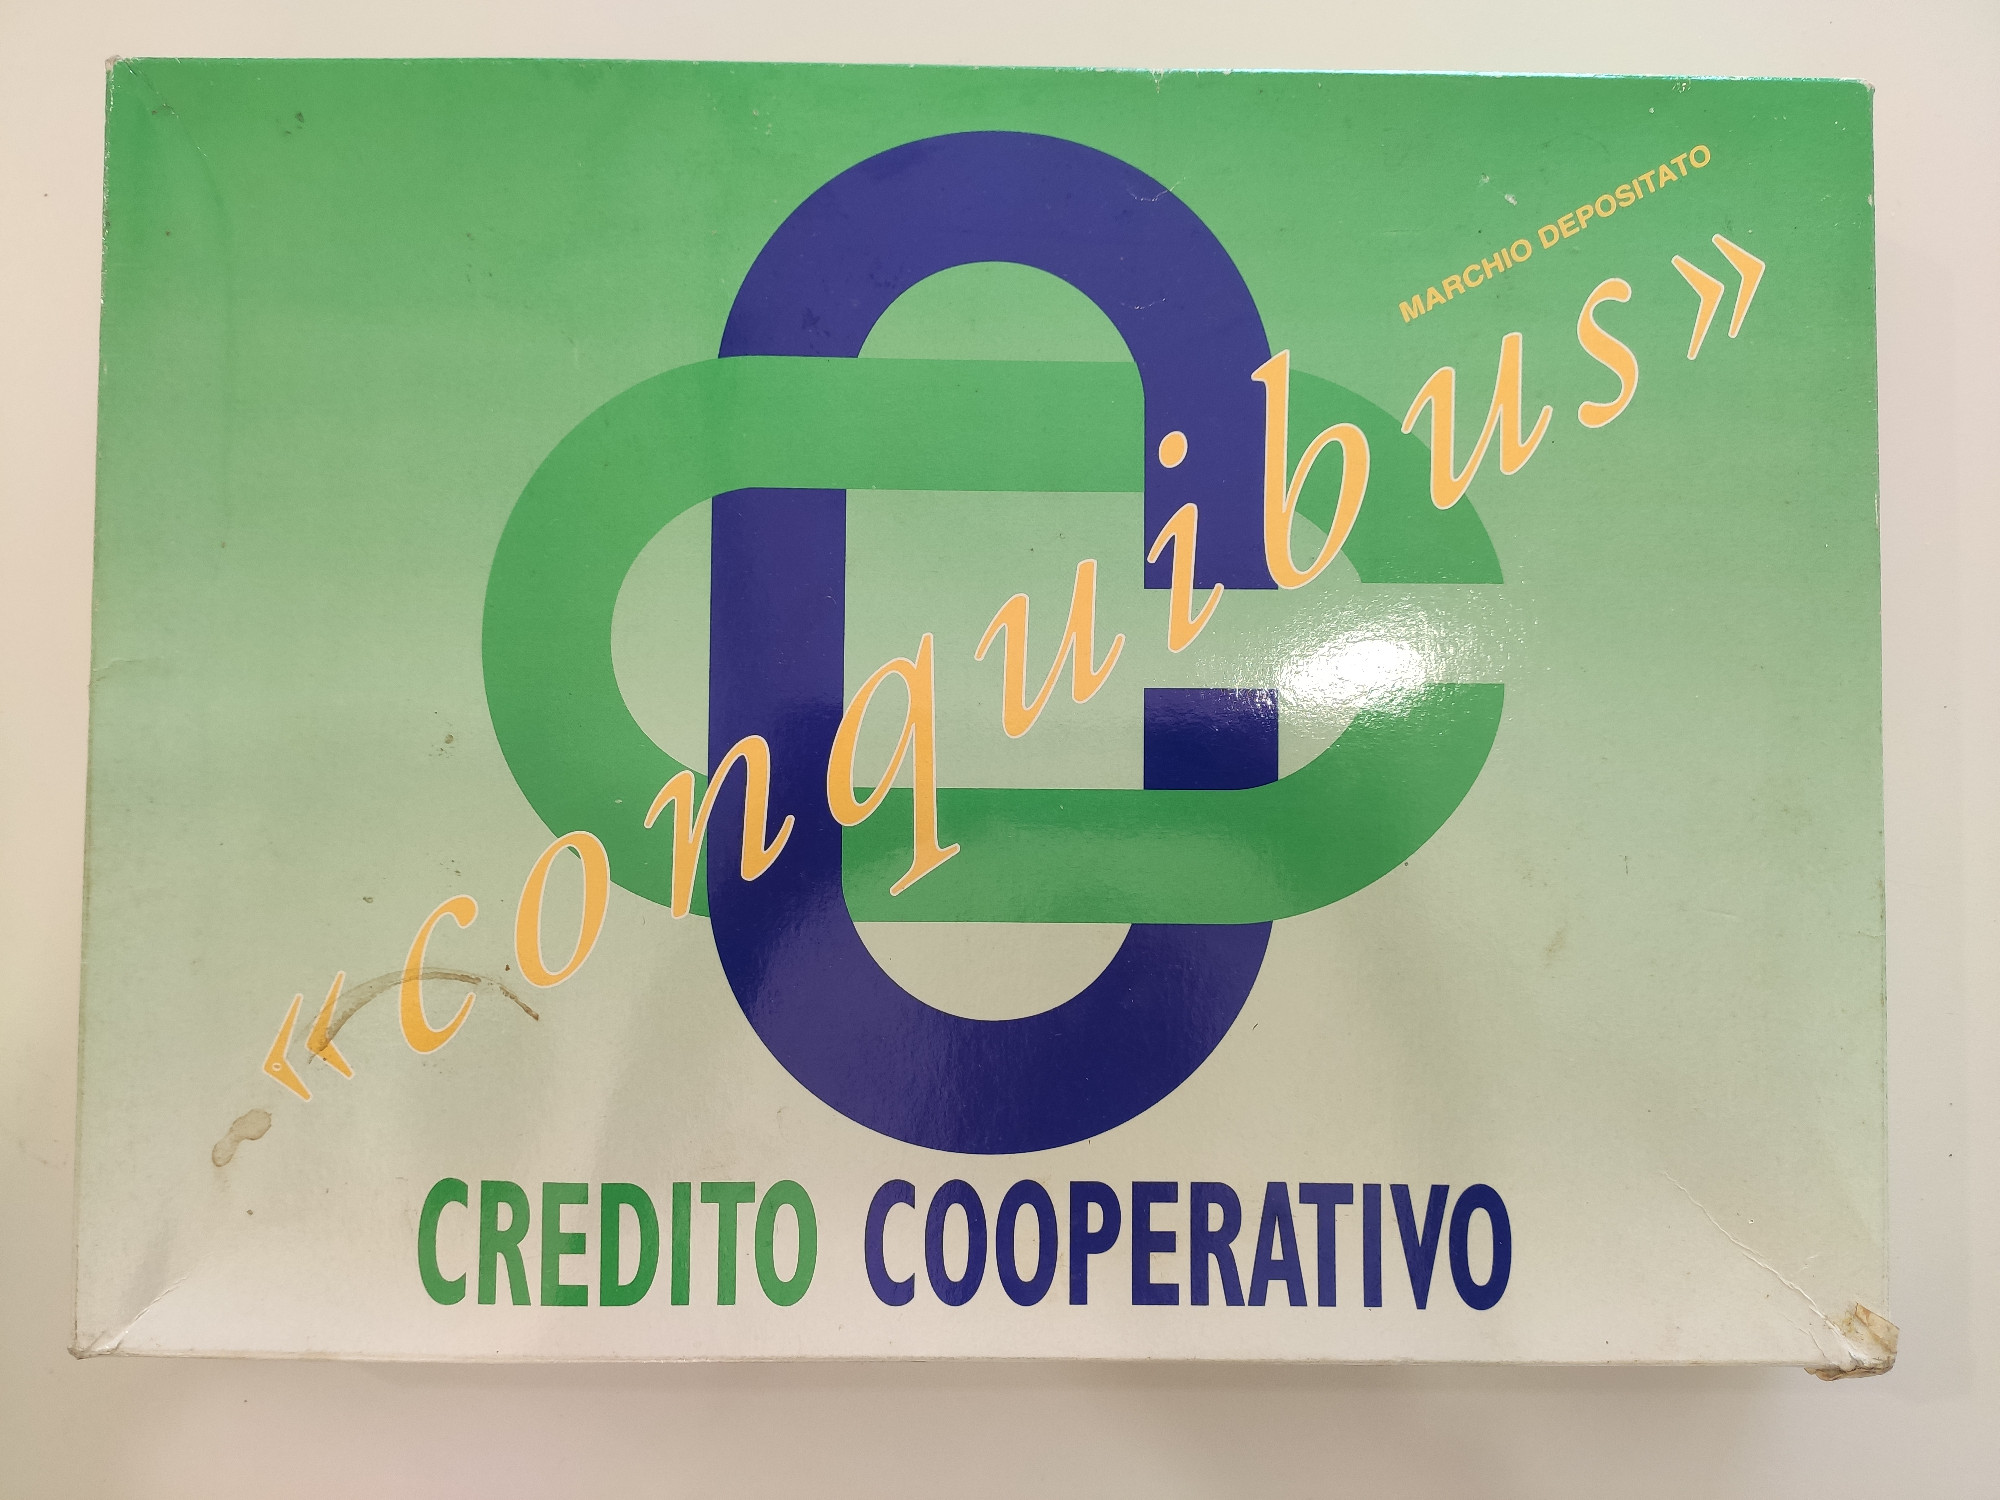 MARCHIO DEPOSITATO
«conquibus»
CREDITO COOPERATIVO